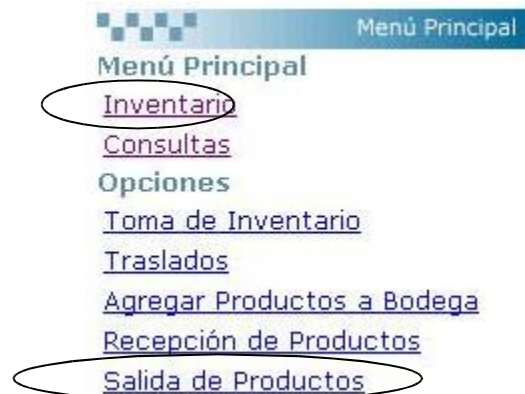 Menú Principal
Menú Principal
Inventario
Consultas
Opciones
Toma de Inventario
Traslados
Agregar Productos a Bodega
Recepción de Productos
Salida de Productos